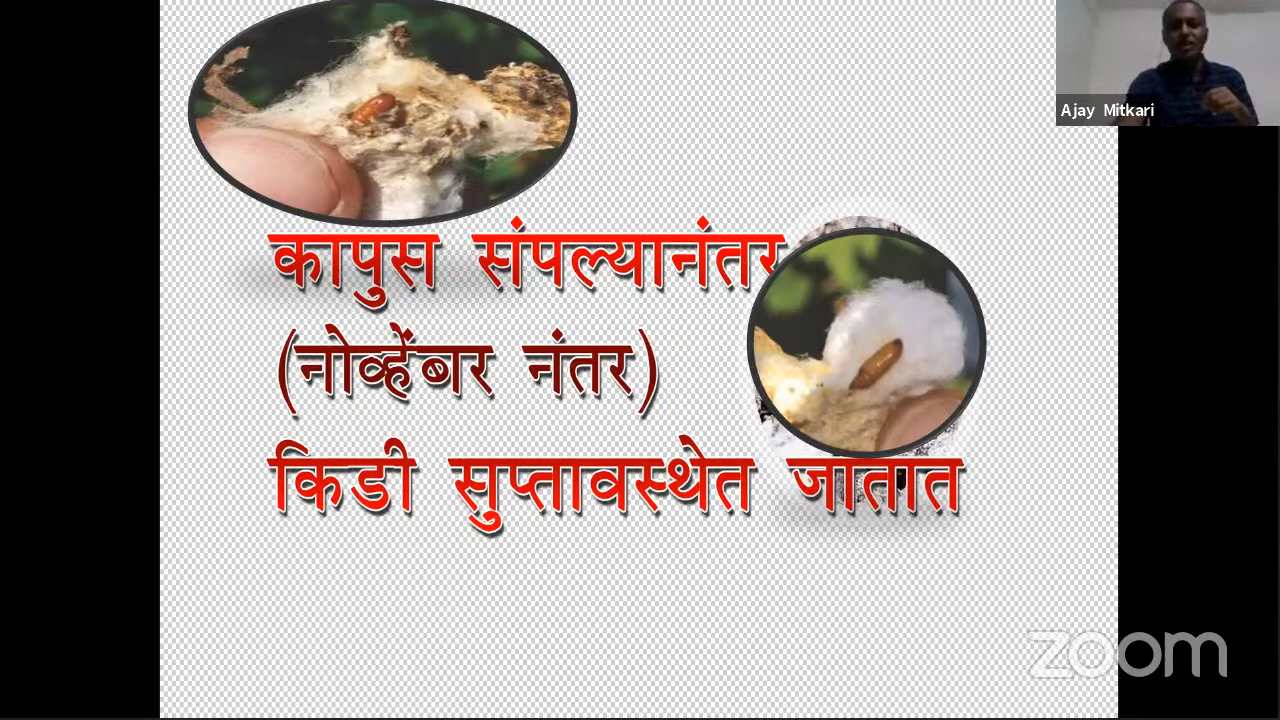 Ajay Mitkari
कापुस संपल्यानंतर
(नोव्हेंबर नंतर)
किडी सुप्तावस्थेत जातात
zoom